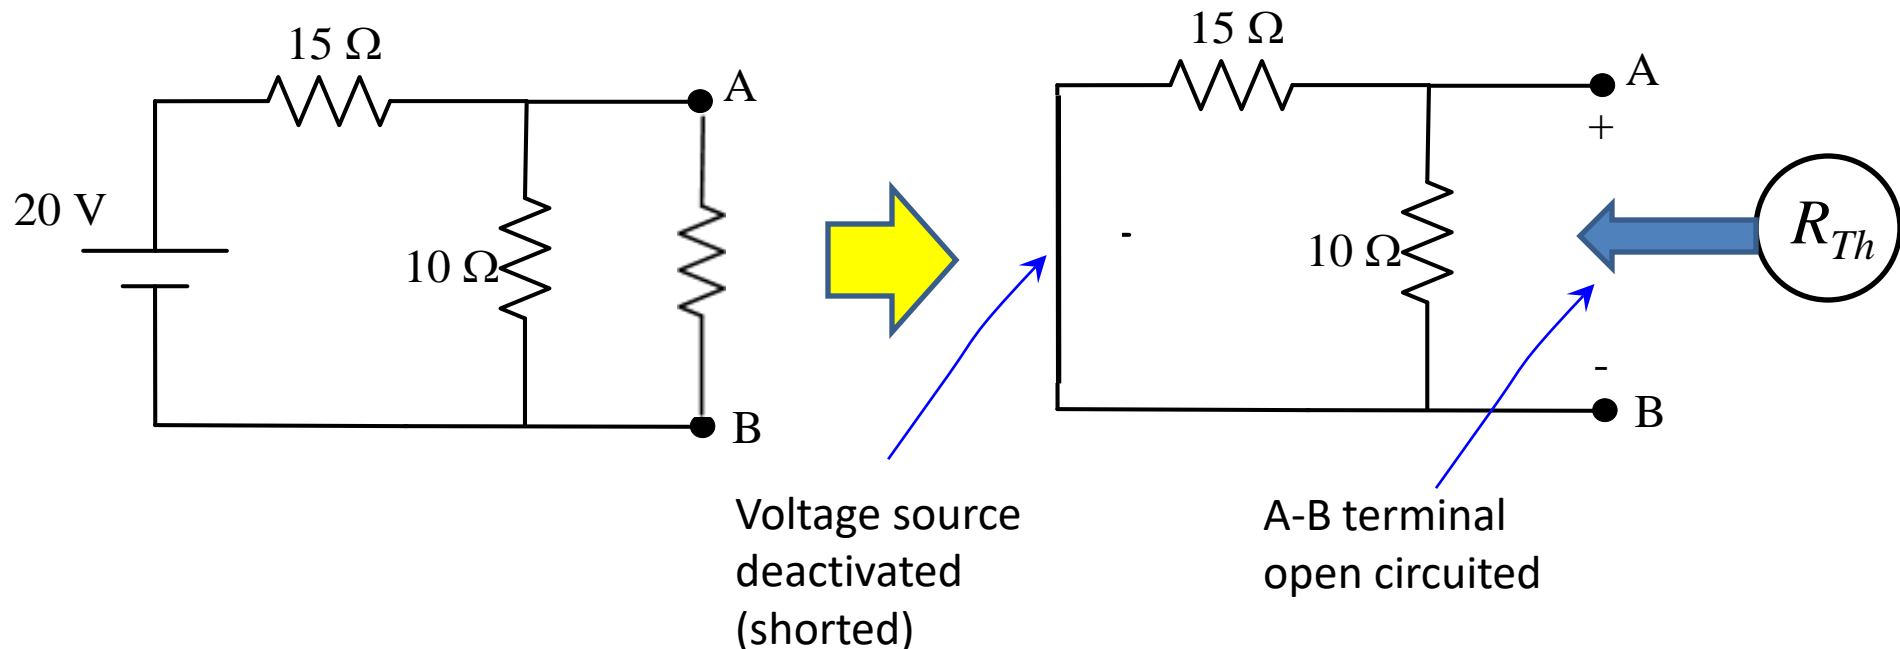 15 Ω
A
20 V
10 Ω
B
15 Ω
A
+
-
10 Ω
R_Th
-
B
Voltage source
deactivated
(shorted)
A-B terminal
open circuited